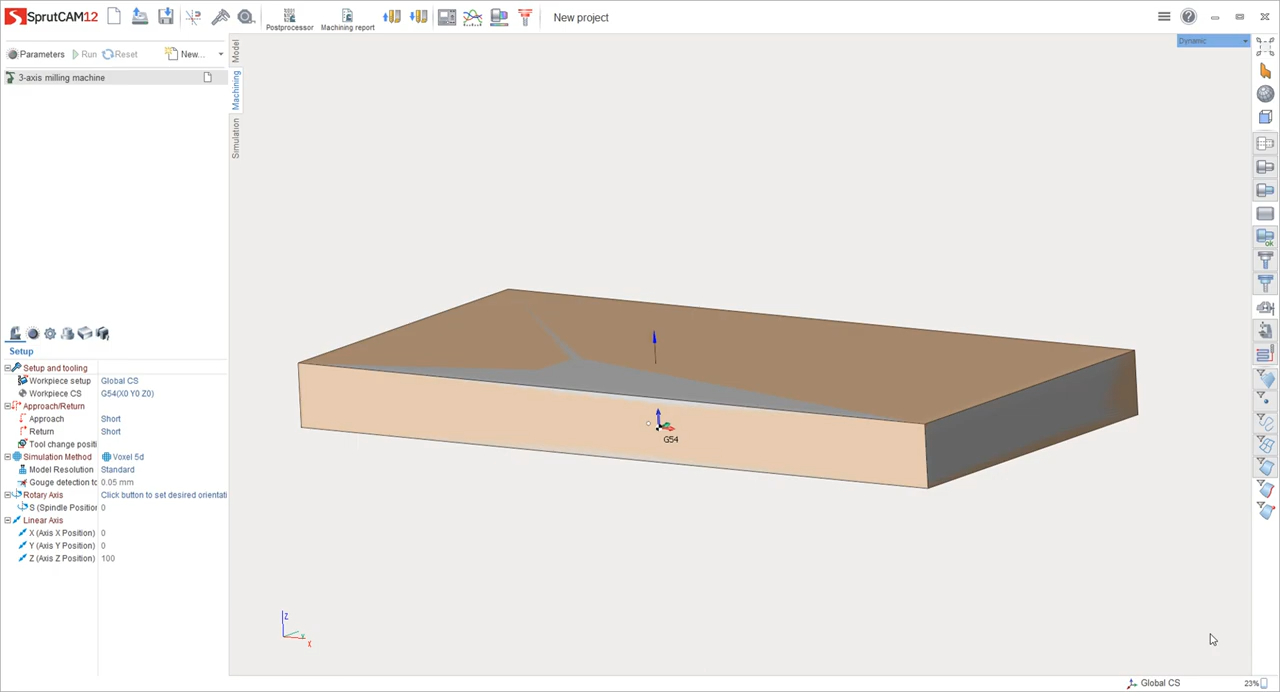 SprutCAM12
Postprocessor
Machining report
New project
Parameters
Run
Reset
New...
3-axis milling machine
Model
Machining
Simulation
Dynamic
Setup
Setup and tooling
Workpiece setup Global CS
Workpiece CS G54(X0 Y0 Z0)
Approach/Return
Approach Short
Return Short
Tool change positi
Simulation Method Voxel 5d
Model Resolution Standard
Gouge detection to 0.05 mm
Rotary Axis Click button to set desired orientati
S (Spindle Position 0
Linear Axis
X (Axis X Position) 0
Y (Axis Y Position) 0
Z (Axis Z Position) 100
G54
Z
Y
X
ok
Global CS
23%